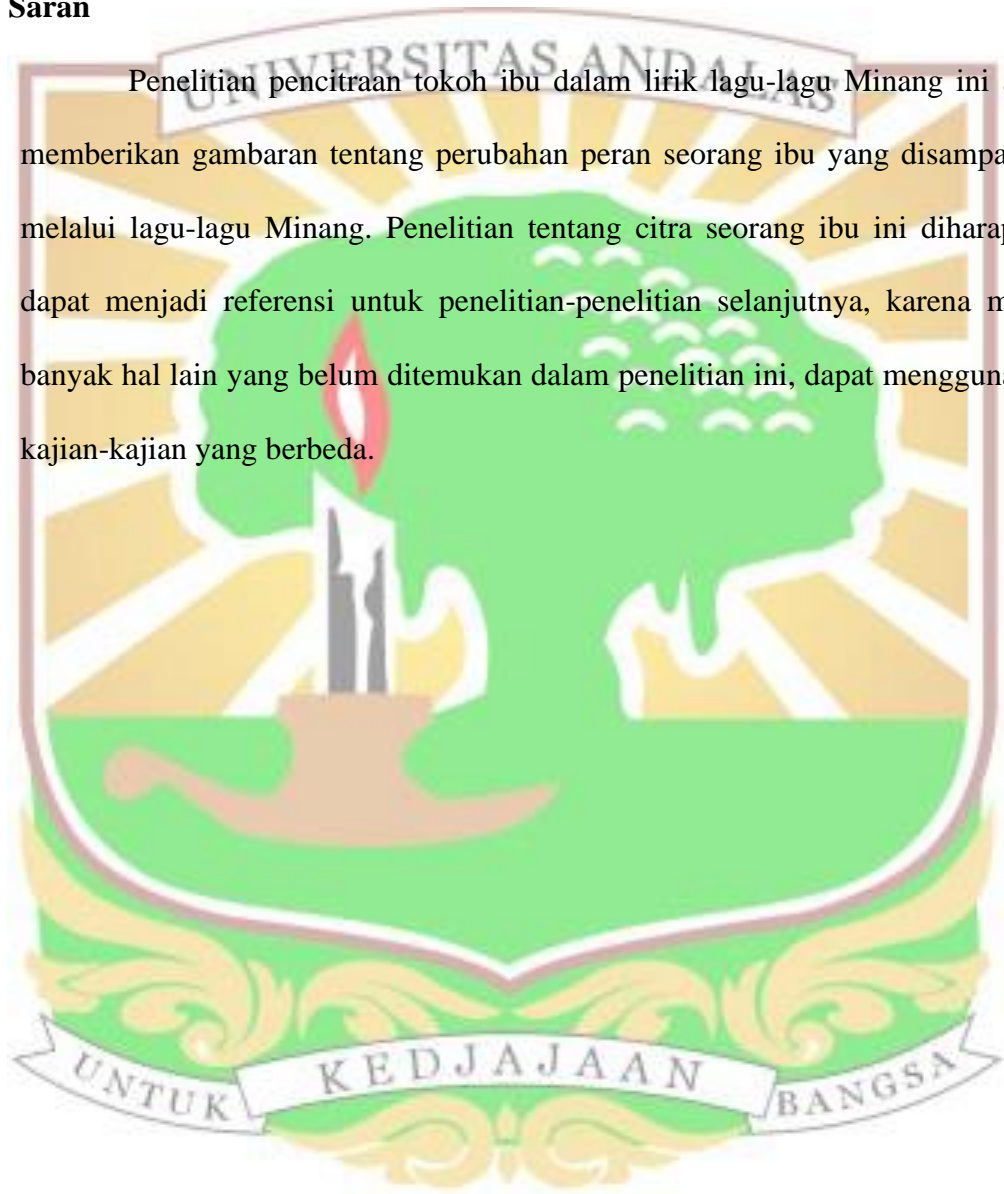 Saran
UNIVERSITAS ANDALAS
Penelitian pencitraan tokoh ibu dalam lirik lagu-lagu Minang ini
memberikan gambaran tentang perubahan peran seorang ibu yang disampa
melalui lagu-lagu Minang. Penelitian tentang citra seorang ibu ini diharap
dapat menjadi referensi untuk penelitian-penelitian selanjutnya, karena m
banyak hal lain yang belum ditemukan dalam penelitian ini, dapat mengguna
kajian-kajian yang berbeda.
UNTUK KEDJAJAAN BANGSA